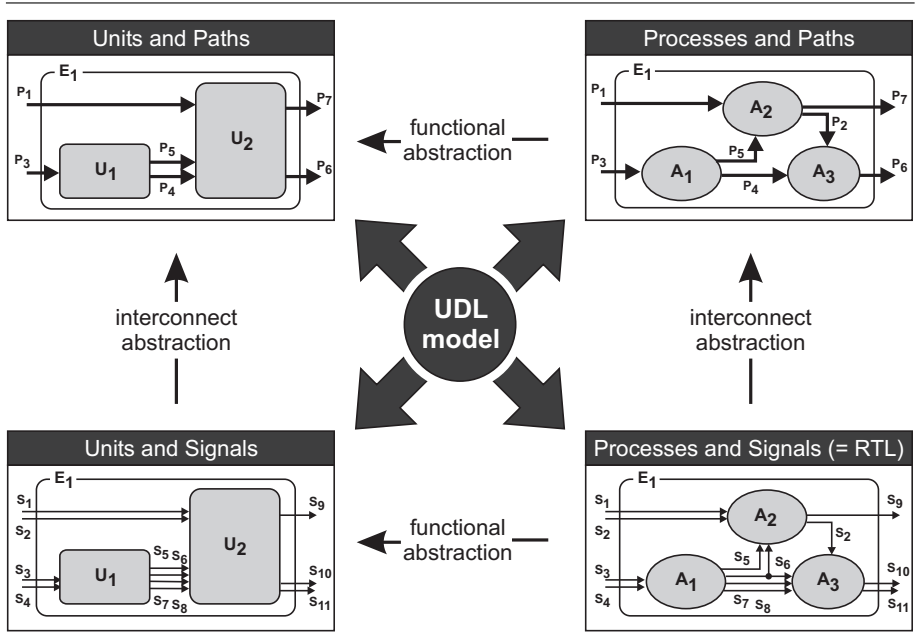 Units and Paths
E1
P1
P7
U2
P3
P5
U1
P4
P6
functional
abstraction
Processes and Paths
E1
P1
P7
A2
P2
P3
P5
A1
P4
A3
P6
interconnect
abstraction
UDL
model
interconnect
abstraction
Units and Signals
E1
S1
S2
S9
U2
S5 S6
S3
U1
S4
S7 S8
S10
S11
functional
abstraction
Processes and Signals (= RTL)
E1
S1
S2
S9
A2
S2
S5
S6
S3
A1
S4
S7 S8
A3
S10
S11